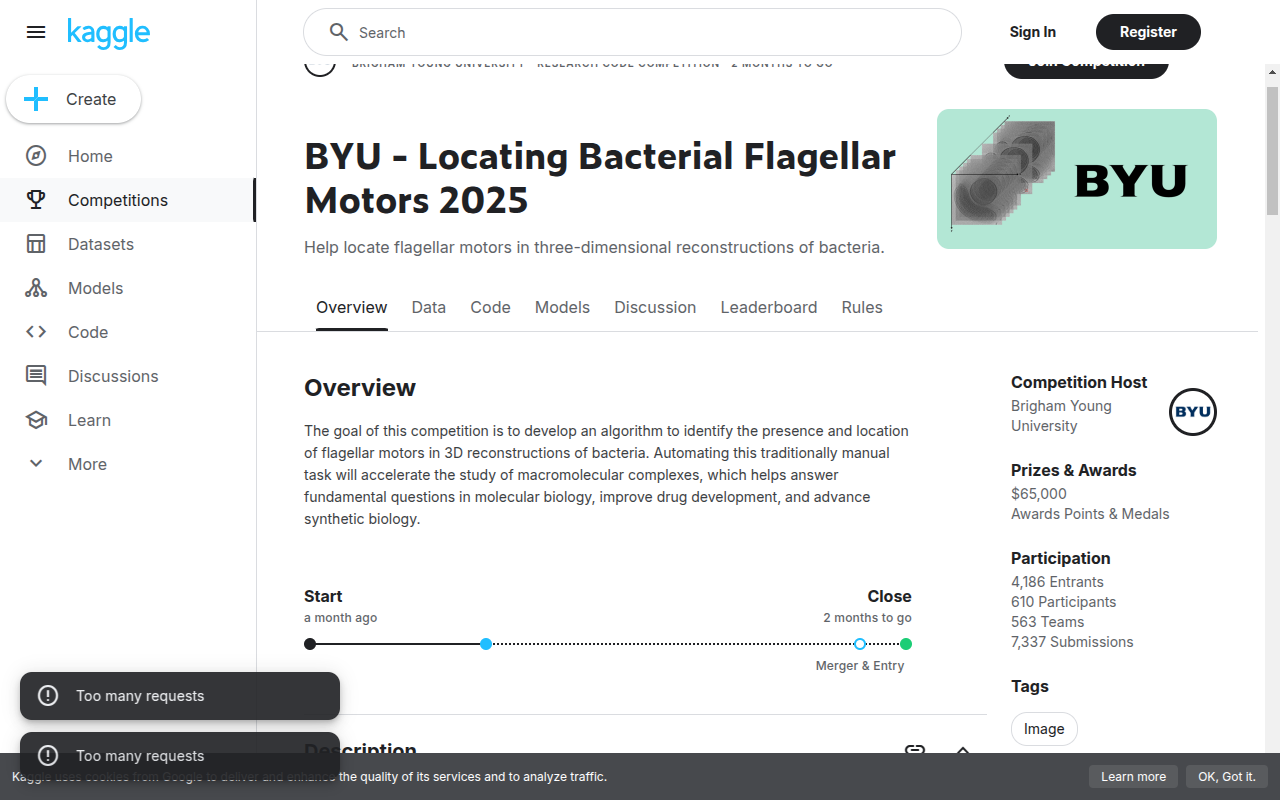 kaggle
Search
Sign In
Register
Create
Home
Competitions
Datasets
Models
Code
Discussions
Learn
More
BRIGHAM YOUNG UNIVERSITY · RESEARCH CODE COMPETITION · 2 MONTHS TO GO
Join Competition
BYU - Locating Bacterial Flagellar
Motors 2025
Help locate flagellar motors in three-dimensional reconstructions of bacteria.
BYU
Overview
Data
Code
Models
Discussion
Leaderboard
Rules
Overview
The goal of this competition is to develop an algorithm to identify the presence and location
of flagellar motors in 3D reconstructions of bacteria. Automating this traditionally manual
task will accelerate the study of macromolecular complexes, which helps answer
fundamental questions in molecular biology, improve drug development, and advance
synthetic biology.
Start
a month ago
Close
2 months to go
Merger & Entry
Description
Competition Host
Brigham Young
University
BYU
Prizes & Awards
$65,000
Awards Points & Medals
Participation
4,186 Entrants
610 Participants
563 Teams
7,337 Submissions
Tags
Image
Too many requests
Too many requests
Kaggle uses cookies from Google to deliver and enhance the quality of its services and to analyze traffic.
Learn more
OK, Got it.